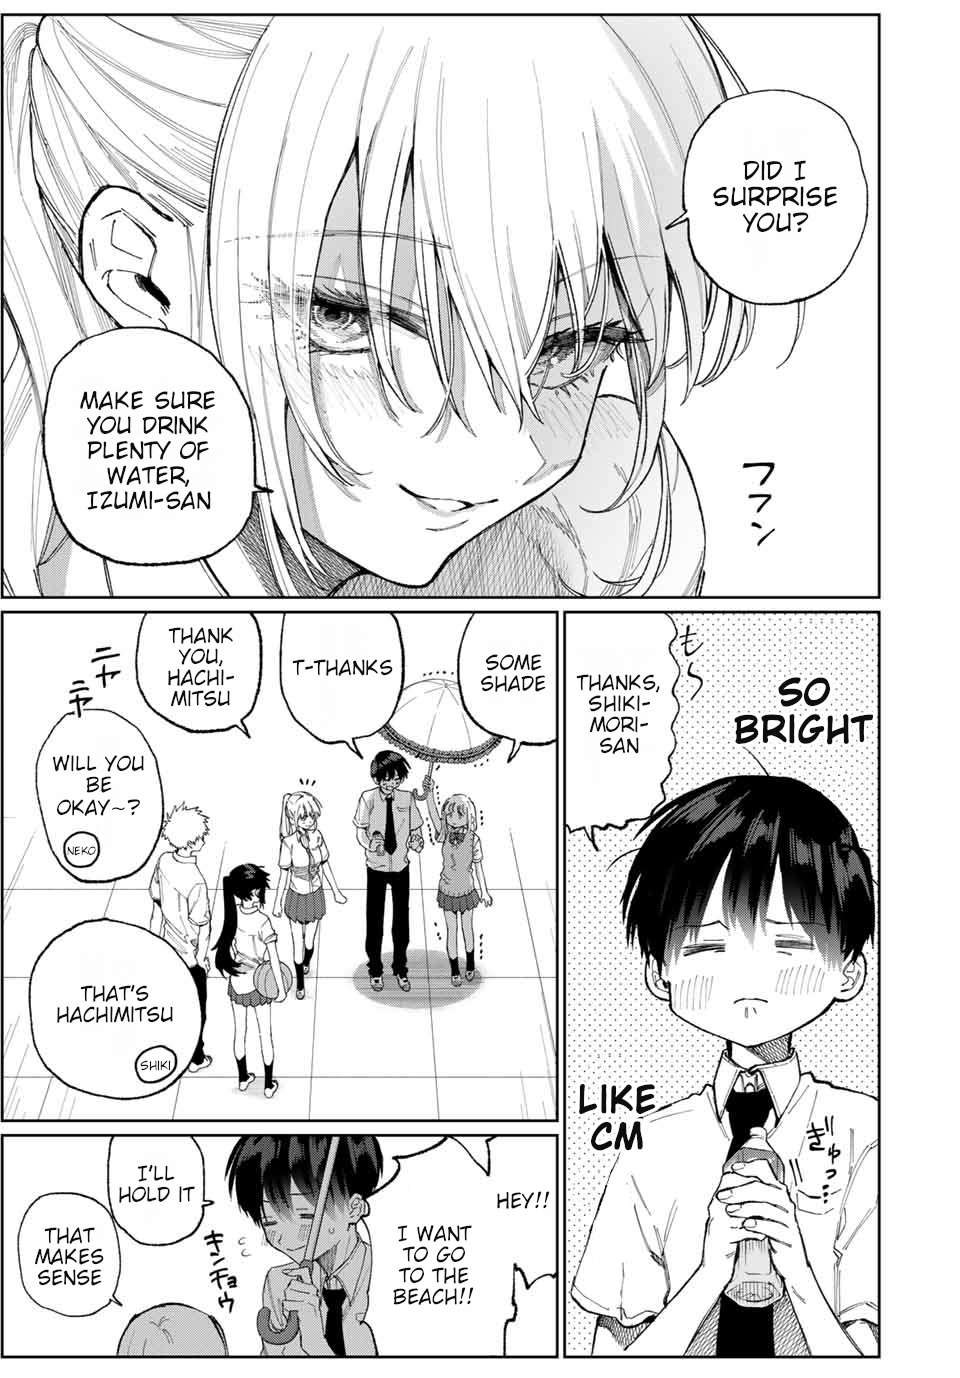 DID I
SURPRISE
YOU?
MAKE SURE
YOU DRINK
PLENTY OF
WATER,
IZUMI-SAN
フフン
も~
THANKS,
SHIKI-
MORI-
SAN
SO
BRIGHT
LIKE
CM
ぎゅっ…
SOME
SHADE
T-THANKS
THANK
YOU,
HACHI-
MITSU
ニヤニヤ
WILL YOU
BE
OKAY~?
NEKO
THAT'S
HACHIMITSU
SHIKI
HEY!!
I WANT
TO GO
TO THE
BEACH!!
I'LL
HOLD IT
キンチョウ
THAT
MAKES
SENSE